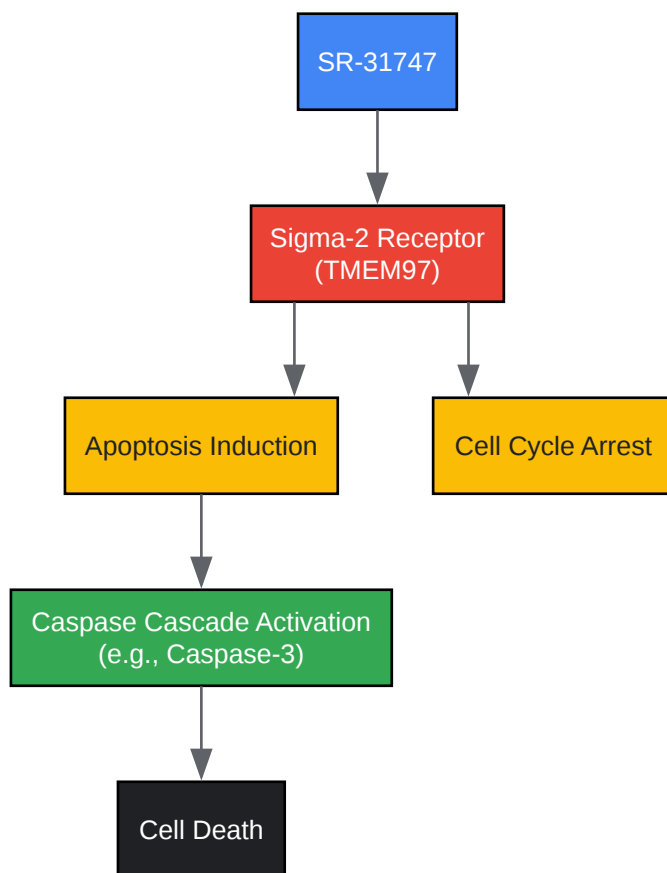 SR-31747
Sigma-2 Receptor
(TMEM97)
Apoptosis Induction
Cell Cycle Arrest
Caspase Cascade Activation
(e.g., Caspase-3)
Cell Death